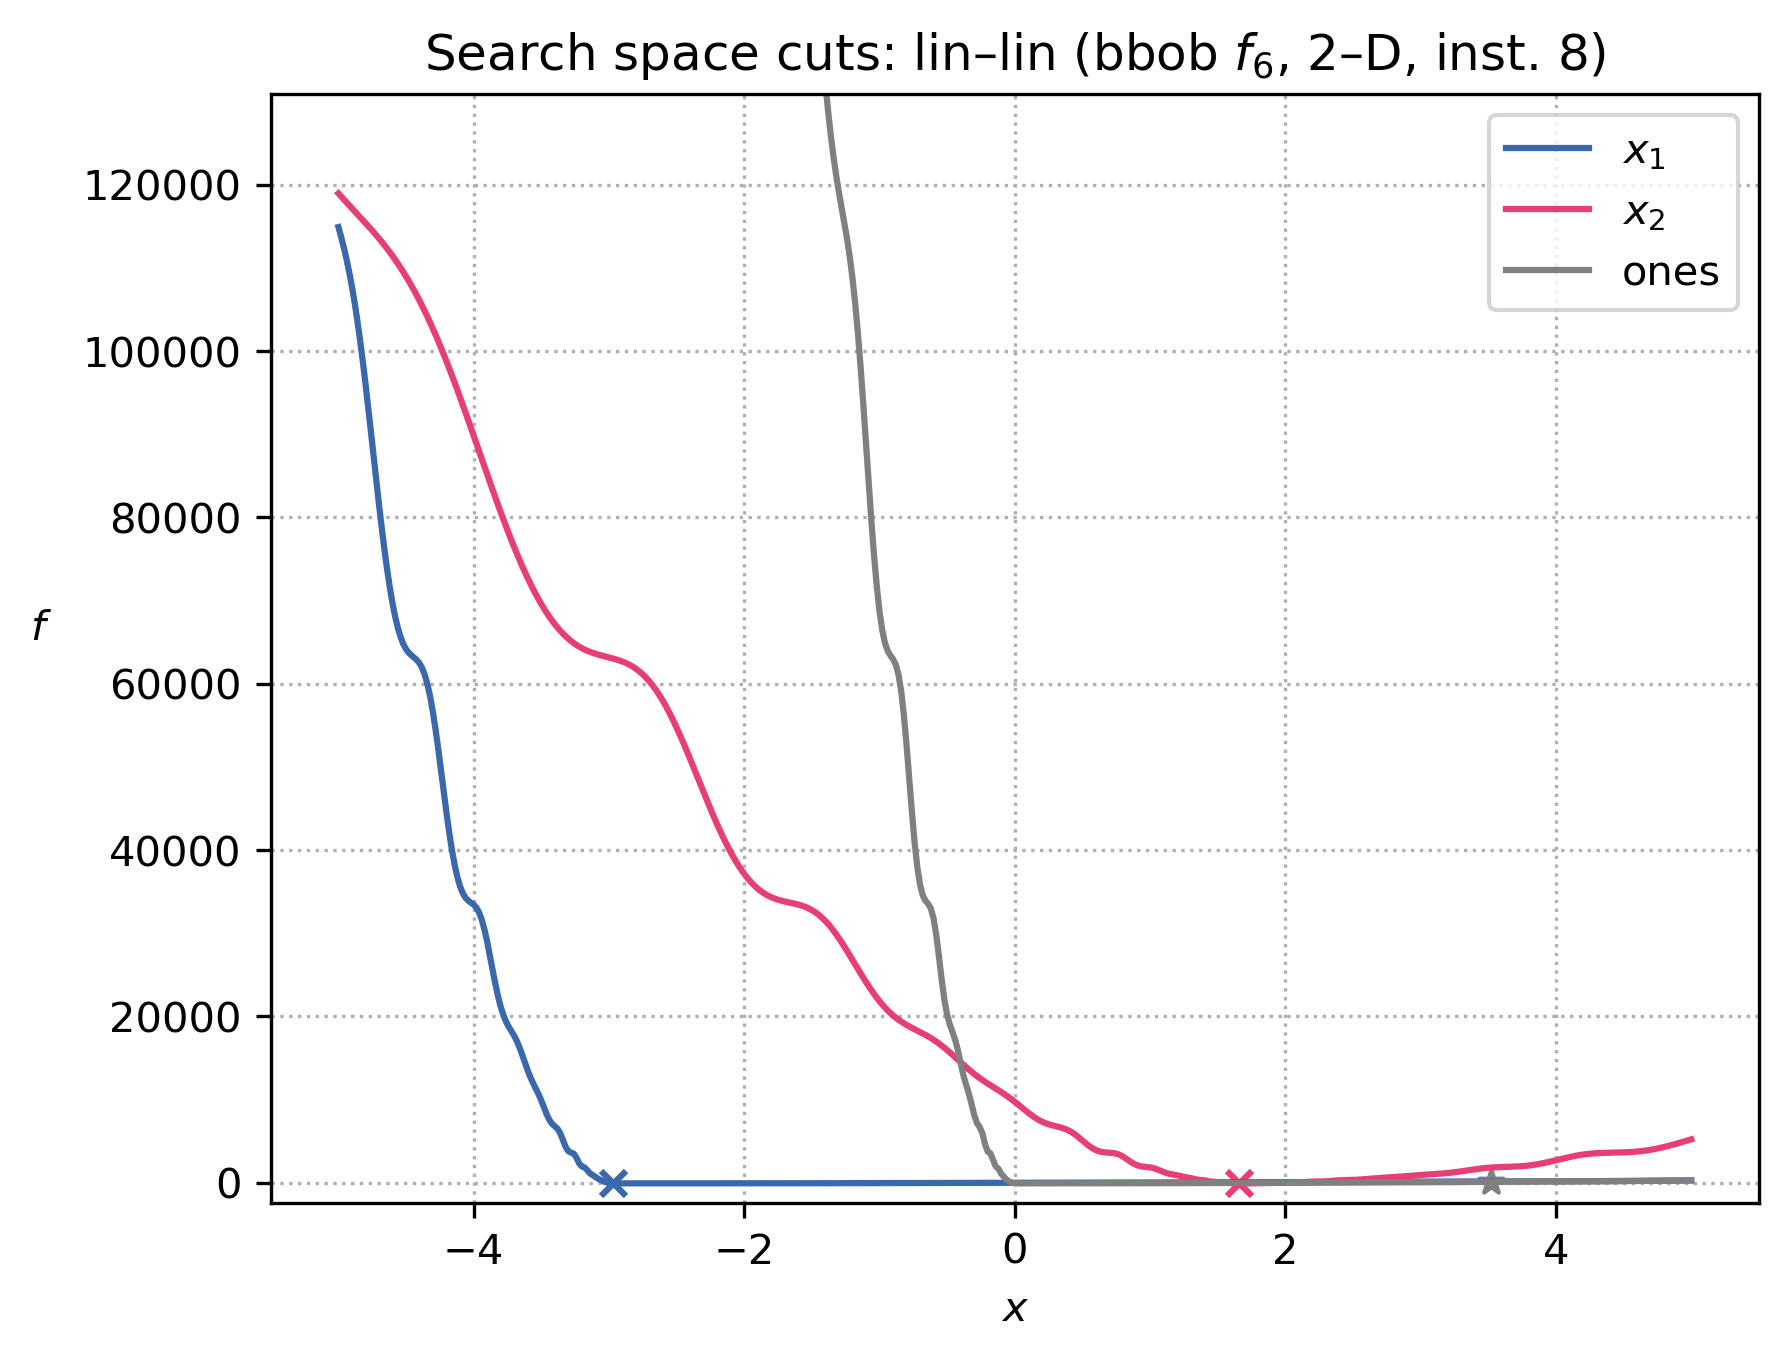 Search space cuts: lin–lin (bbob f₆, 2–D, inst. 8)
x₁
x₂
ones
120000
100000
80000
60000
40000
20000
0
f
−4
−2
0
2
4
x